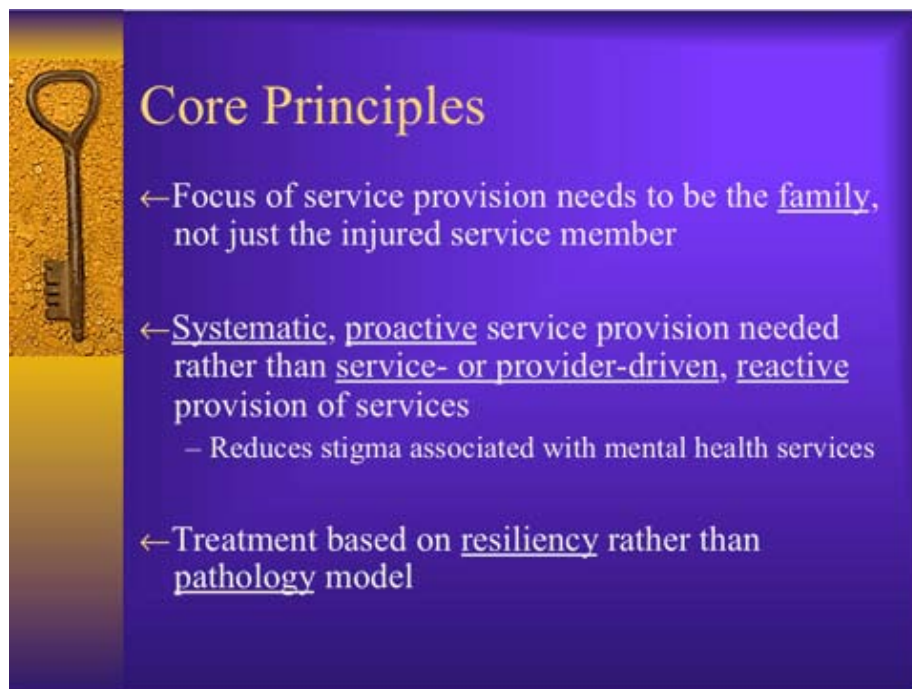 Core Principles
←Focus of service provision needs to be the family,
not just the injured service member
←Systematic, proactive service provision needed
rather than service- or provider-driven, reactive
provision of services
– Reduces stigma associated with mental health services
←Treatment based on resiliency rather than
pathology model